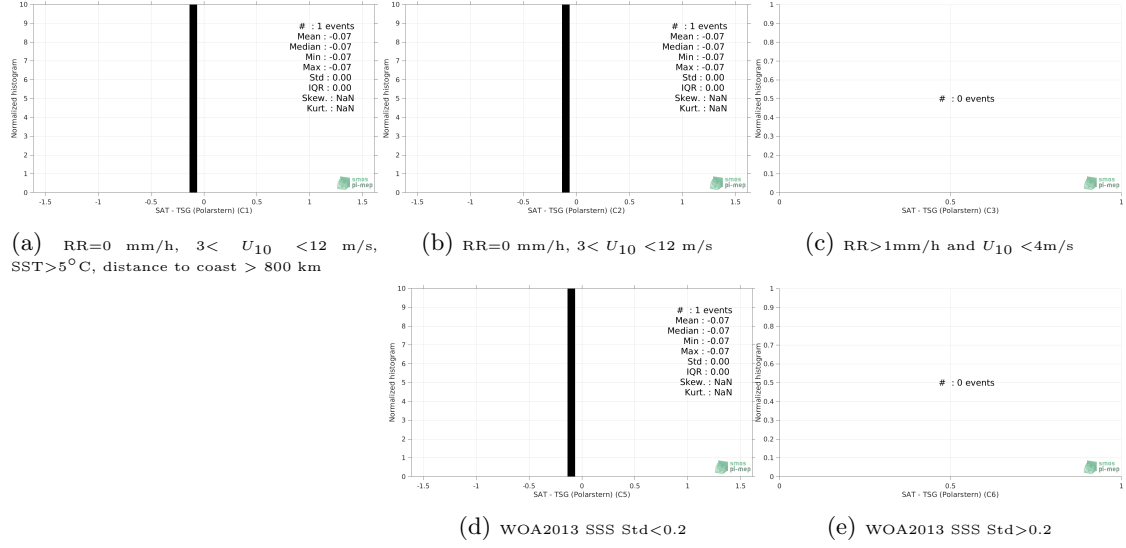 10
9
8
7
6
5
4
3
2
1
0
Normalized histogram
-1.5 -1 -0.5 0 0.5 1 1.5
SAT - TSG (Polarstern) (C1)
# : 1 events
Mean : -0.07
Median : -0.07
Min : -0.07
Max : -0.07
Std : 0.00
IQR : 0.00
Skew. : NaN
Kurt. : NaN
smos
pi-mep
10
9
8
7
6
5
4
3
2
1
0
Normalized histogram
-1.5 -1 -0.5 0 0.5 1 1.5
SAT - TSG (Polarstern) (C2)
# : 1 events
Mean : -0.07
Median : -0.07
Min : -0.07
Max : -0.07
Std : 0.00
IQR : 0.00
Skew. : NaN
Kurt. : NaN
smos
pi-mep
1
0.9
0.8
0.7
0.6
0.5
0.4
0.3
0.2
0.1
0
Normalized histogram
0 0.5 1
SAT - TSG (Polarstern) (C3)
# : 0 events
smos
pi-mep
(a) RR=0 mm/h, 3< U10 <12 m/s,
SST>5°C, distance to coast > 800 km
(b) RR=0 mm/h, 3< U10 <12 m/s
(c) RR>1mm/h and U10 <4m/s
10
9
8
7
6
5
4
3
2
1
0
Normalized histogram
-1.5 -1 -0.5 0 0.5 1 1.5
SAT - TSG (Polarstern) (C5)
# : 1 events
Mean : -0.07
Median : -0.07
Min : -0.07
Max : -0.07
Std : 0.00
IQR : 0.00
Skew. : NaN
Kurt. : NaN
smos
pi-mep
1
0.9
0.8
0.7
0.6
0.5
0.4
0.3
0.2
0.1
0
Normalized histogram
0 0.5 1
SAT - TSG (Polarstern) (C6)
# : 0 events
smos
pi-mep
(d) WOA2013 SSS Std<0.2
(e) WOA2013 SSS Std>0.2